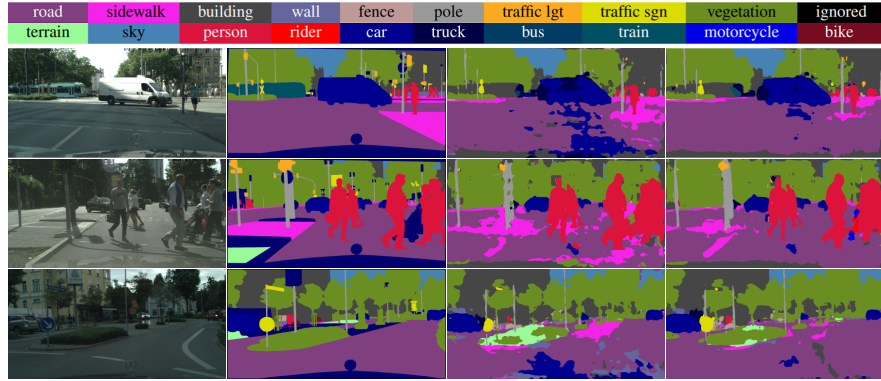 road sidewalk building wall fence pole traffic lgt traffic sgn vegetation ignored
terrain sky person rider car truck bus train motorcycle bike